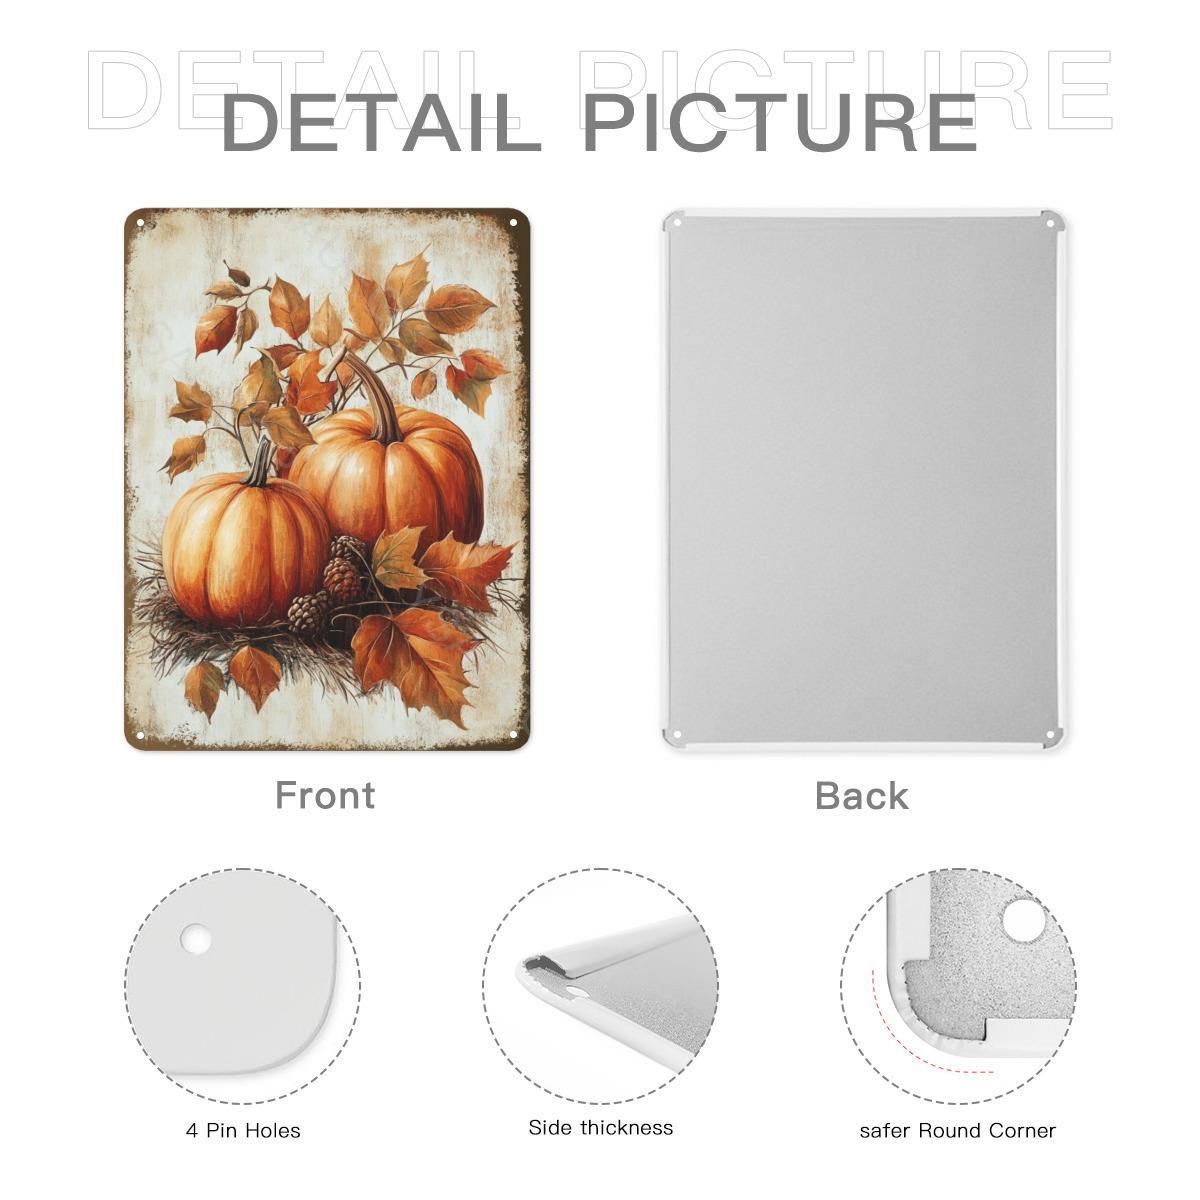 DETAIL PICTURE
DETAIL PICTURE
Front
Back
4 Pin Holes
Side thickness
safer Round Corner